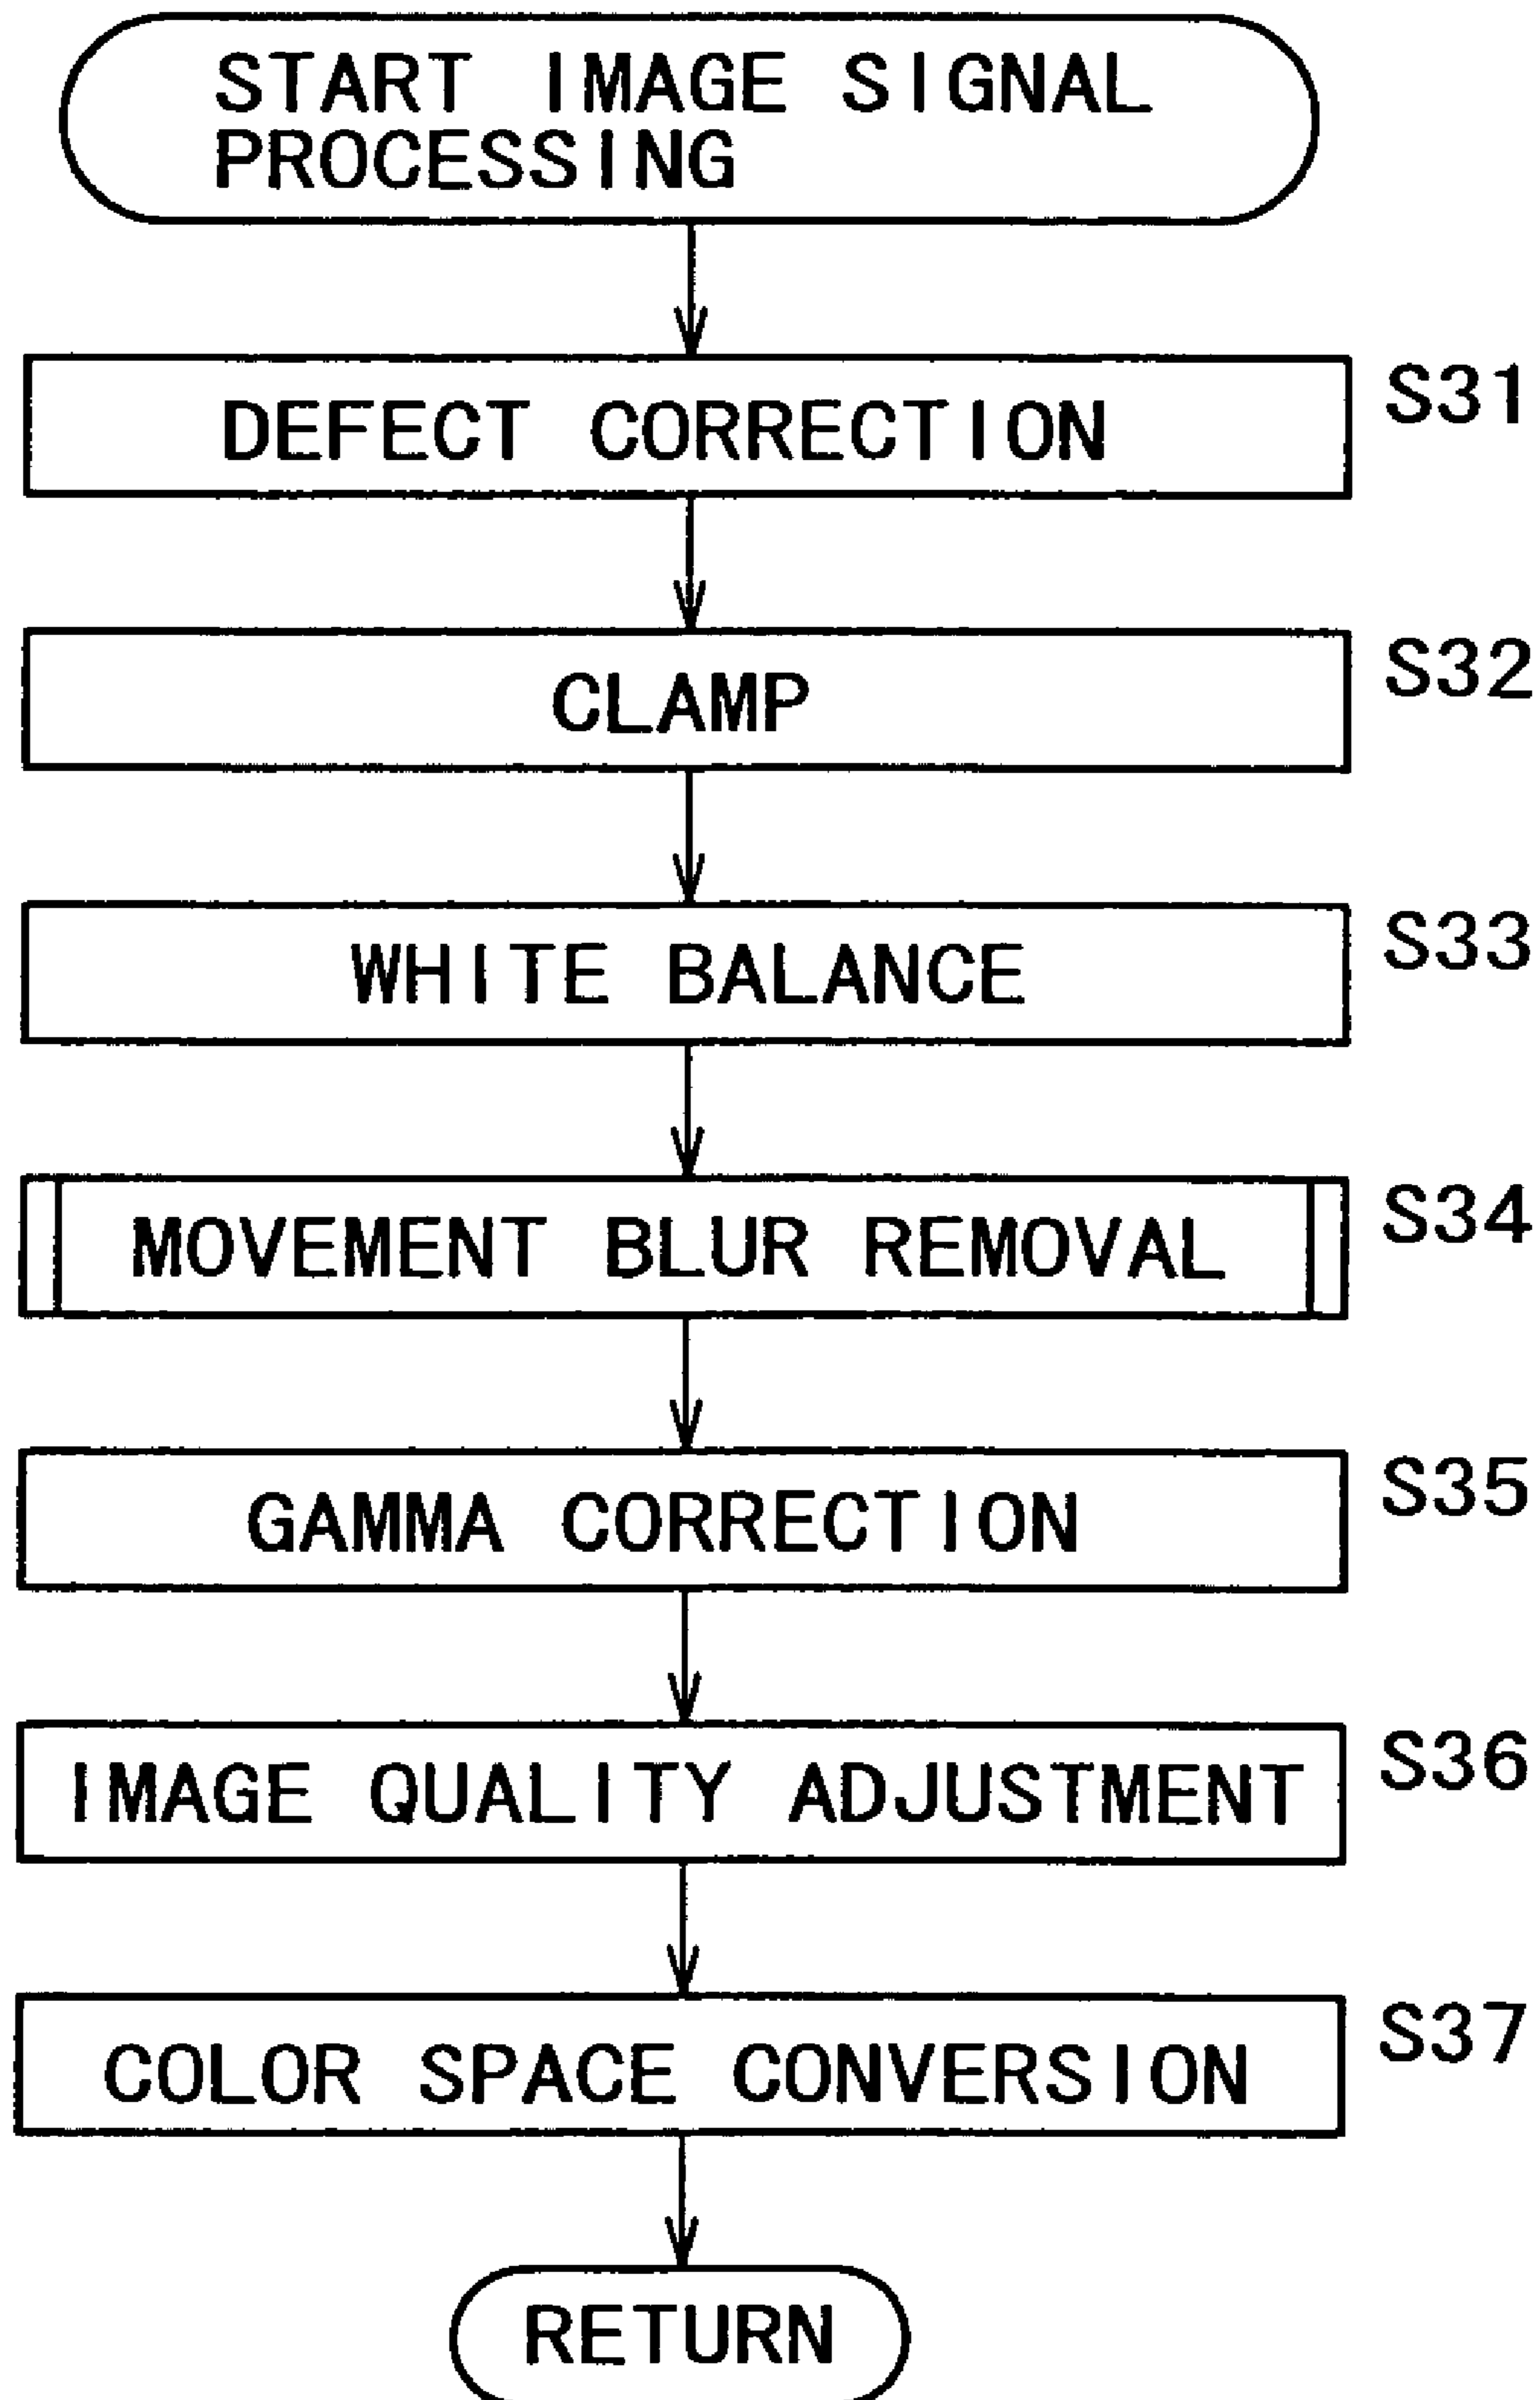 START IMAGE SIGNAL
PROCESSING
DEFECT CORRECTION
S31
CLAMP
S32
WHITE BALANCE
S33
MOVEMENT BLUR REMOVAL
S34
GAMMA CORRECTION
S35
IMAGE QUALITY ADJUSTMENT
S36
COLOR SPACE CONVERSION
S37
RETURN